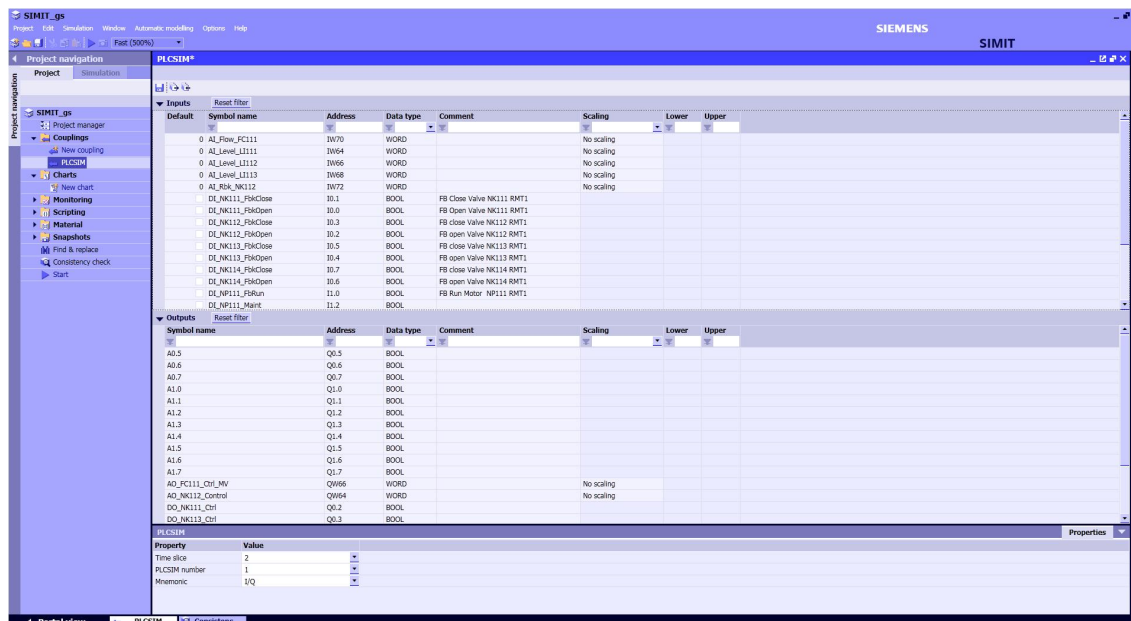 SIMIT_gs
Project Edit Simulation Window Automatic modelling Options Help
SIEMENS
Fast (500%)
SIMIT
Project navigation
PLCSIM*
Project Simulation
Project navigation
Inputs Reset filter
SIMIT_gs
Project manager
Couplings
New coupling
PLCSIM
Charts
New chart
Monitoring
Scripting
Material
Snapshots
Find & replace
Consistency check
Start
Default Symbol name Address Data type Comment Scaling Lower Upper
0 AI_Flow_FC111 IW70 WORD No scaling
0 AI_Level_LI111 IW64 WORD No scaling
0 AI_Level_LI112 IW66 WORD No scaling
0 AI_Level_LI113 IW68 WORD No scaling
0 AI_Rbk_NK112 IW72 WORD No scaling
DI_NK111_FbkClose I0.1 BOOL FB Close Valve NK111 RMT1
DI_NK111_FbkOpen I0.0 BOOL FB Open Valve NK111 RMT1
DI_NK112_FbkClose I0.3 BOOL FB close Valve NK112 RMT1
DI_NK112_FbkOpen I0.2 BOOL FB open Valve NK112 RMT1
DI_NK113_FbkClose I0.5 BOOL FB close Valve NK113 RMT1
DI_NK113_FbkOpen I0.4 BOOL FB open Valve NK113 RMT1
DI_NK114_FbkClose I0.7 BOOL FB close Valve NK114 RMT1
DI_NK114_FbkOpen I0.6 BOOL FB open Valve NK114 RMT1
DI_NP111_FbRun I1.0 BOOL FB Run Motor NP111 RMT1
DI_NP111_Maint I1.2 BOOL
Outputs Reset filter
Symbol name Address Data type Comment Scaling Lower Upper
A0.5 Q0.5 BOOL
A0.6 Q0.6 BOOL
A0.7 Q0.7 BOOL
A1.0 Q1.0 BOOL
A1.1 Q1.1 BOOL
A1.2 Q1.2 BOOL
A1.3 Q1.3 BOOL
A1.4 Q1.4 BOOL
A1.5 Q1.5 BOOL
A1.6 Q1.6 BOOL
A1.7 Q1.7 BOOL
AO_FC111_Ctrl_MV QW66 WORD No scaling
AO_NK112_Control QW64 WORD No scaling
DO_NK111_Ctrl Q0.2 BOOL
DO_NK113_Ctrl Q0.3 BOOL
PLCSIM Properties
Property Value
Time slice 2
PLCSIM number 1
Mnemonic I/Q
Portal view PLCSIM